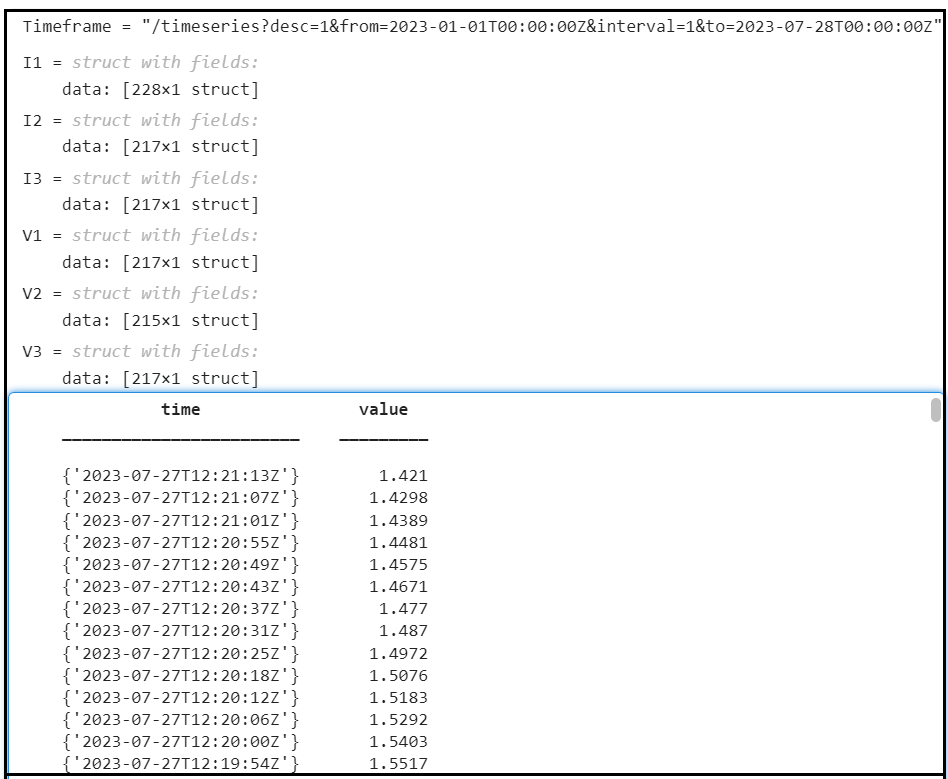 Timeframe = "/timeseries?desc=1&from=2023-01-01T00:00:00Z&interval=1&to=2023-07-28T00:00:00Z"
I1 = struct with fields:
data: [228×1 struct]
I2 = struct with fields:
data: [217×1 struct]
I3 = struct with fields:
data: [217×1 struct]
V1 = struct with fields:
data: [217×1 struct]
V2 = struct with fields:
data: [215×1 struct]
V3 = struct with fields:
data: [217×1 struct]
time value
{'2023-07-27T12:21:13Z'} 1.421
{'2023-07-27T12:21:07Z'} 1.4298
{'2023-07-27T12:21:01Z'} 1.4389
{'2023-07-27T12:20:55Z'} 1.4481
{'2023-07-27T12:20:49Z'} 1.4575
{'2023-07-27T12:20:43Z'} 1.4671
{'2023-07-27T12:20:37Z'} 1.477
{'2023-07-27T12:20:31Z'} 1.487
{'2023-07-27T12:20:25Z'} 1.4972
{'2023-07-27T12:20:18Z'} 1.5076
{'2023-07-27T12:20:12Z'} 1.5183
{'2023-07-27T12:20:06Z'} 1.5292
{'2023-07-27T12:20:00Z'} 1.5403
{'2023-07-27T12:19:54Z'} 1.5517